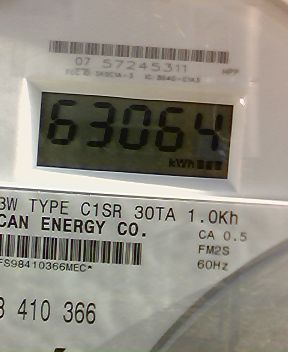 07 57245311
63064
kWh
3W TYPE C1SR 30TA 1.0Kh
CAN ENERGY CO.
CA 0.5
FM2S
60Hz
FS98410366MEC*
410 366